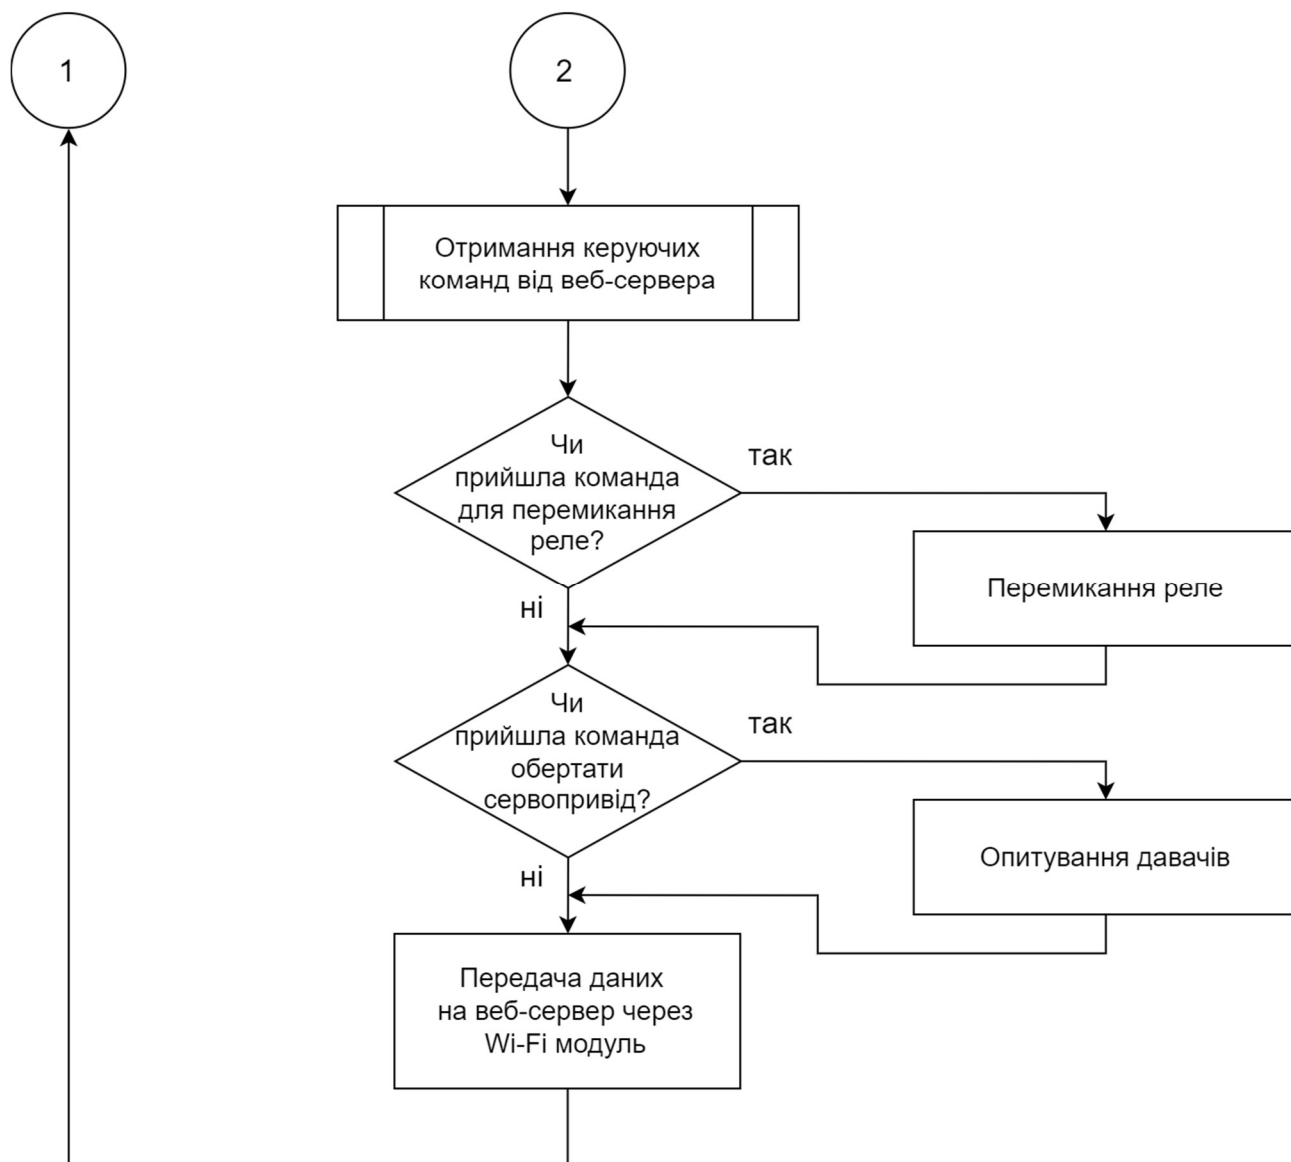 1
2
Отримання керуючих
команд від веб-сервера
Чи
прийшла команда
для перемикання
реле?
так
ні
Перемикання реле
Чи
прийшла команда
обертати
сервопривід?
так
ні
Опитування давачів
Передача даних
на веб-сервер через
Wi-Fi модуль